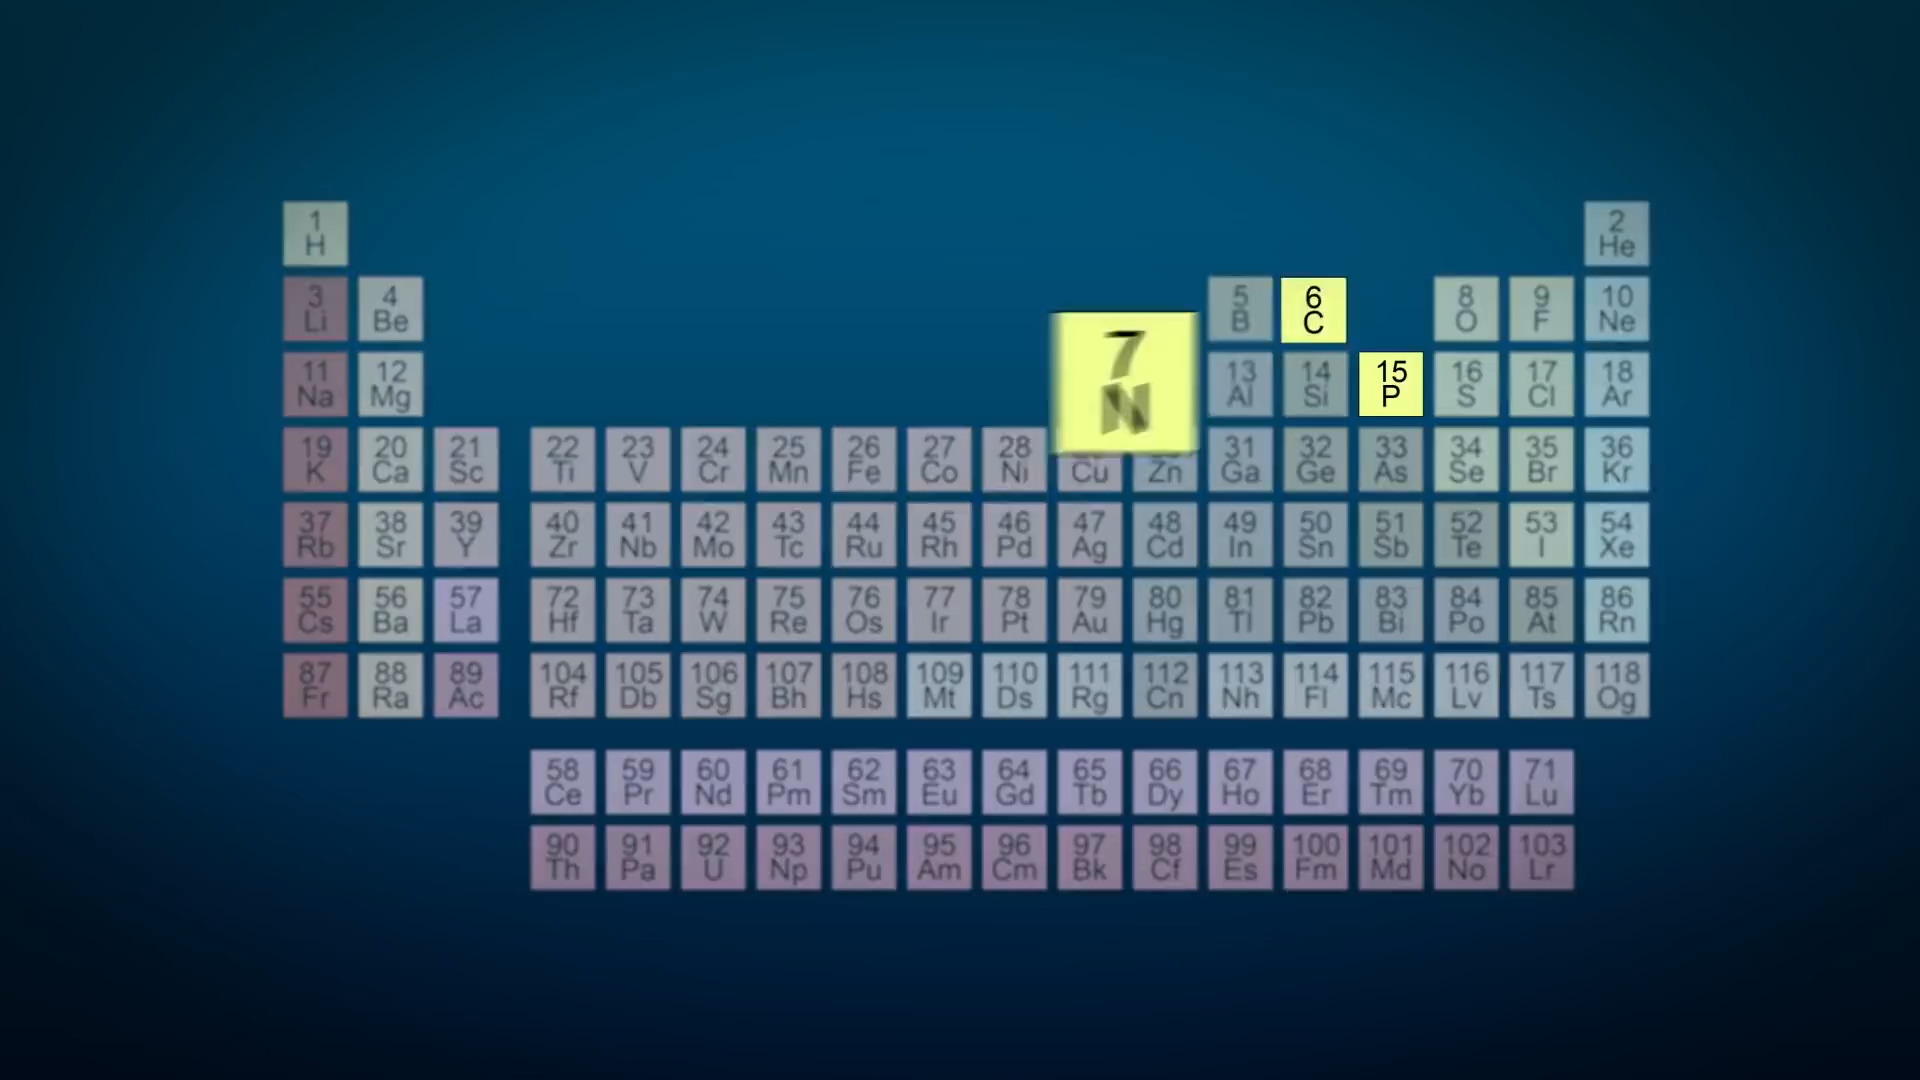 1 2
H He
3 4 5 6 8 9 10
Li Be B C O F Ne
7
N
11 12 13 14 15 16 17 18
Na Mg Al Si P S Cl Ar
19 20 21 22 23 24 25 26 27 28 31 32 33 34 35 36
K Ca Sc Ti V Cr Mn Fe Co Ni Cu Zn Ga Ge As Se Br Kr
37 38 39 40 41 42 43 44 45 46 47 48 49 50 51 52 53 54
Rb Sr Y Zr Nb Mo Tc Ru Rh Pd Ag Cd In Sn Sb Te I Xe
55 56 57 72 73 74 75 76 77 78 79 80 81 82 83 84 85 86
Cs Ba La Hf Ta W Re Os Ir Pt Au Hg Tl Pb Bi Po At Rn
87 88 89 104 105 106 107 108 109 110 111 112 113 114 115 116 117 118
Fr Ra Ac Rf Db Sg Bh Hs Mt Ds Rg Cn Nh Fl Mc Lv Ts Og
58 59 60 61 62 63 64 65 66 67 68 69 70 71
Ce Pr Nd Pm Sm Eu Gd Tb Dy Ho Er Tm Yb Lu
90 91 92 93 94 95 96 97 98 99 100 101 102 103
Th Pa U Np Pu Am Cm Bk Cf Es Fm Md No Lr